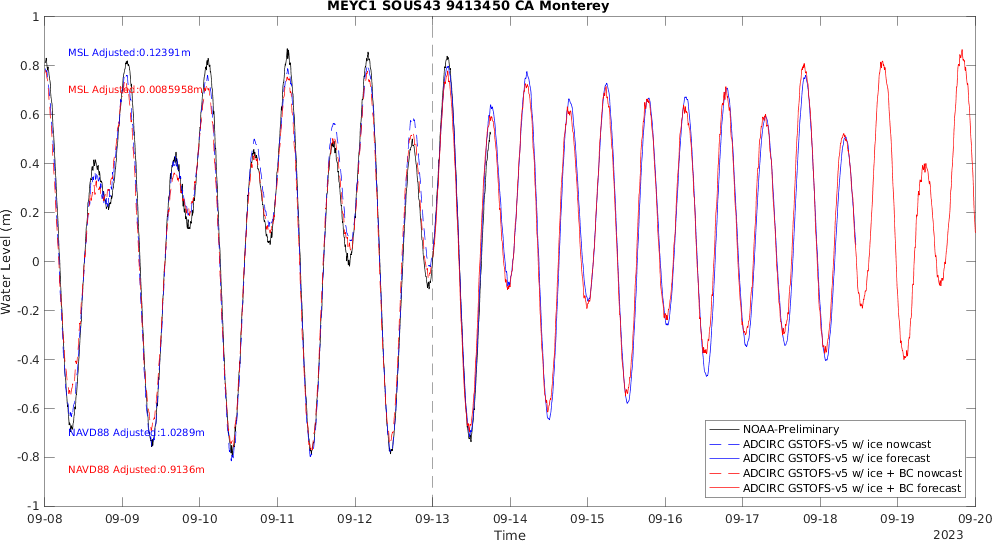 MEYC1 SOUS43 9413450 CA Monterey
1
0.8
0.6
0.4
0.2
0
-0.2
-0.4
-0.6
-0.8
-1
Water Level (m)
MSL Adjusted:0.12391m
MSL Adjusted:0.0085958m
NAVD88 Adjusted:1.0289m
NAVD88 Adjusted:0.9136m
NOAA-Preliminary
ADCIRC GSTOFS-v5 w/ ice nowcast
ADCIRC GSTOFS-v5 w/ ice forecast
ADCIRC GSTOFS-v5 w/ ice + BC nowcast
ADCIRC GSTOFS-v5 w/ ice + BC forecast
09-08 09-09 09-10 09-11 09-12 09-13 09-14 09-15 09-16 09-17 09-18 09-19 09-20
Time
2023